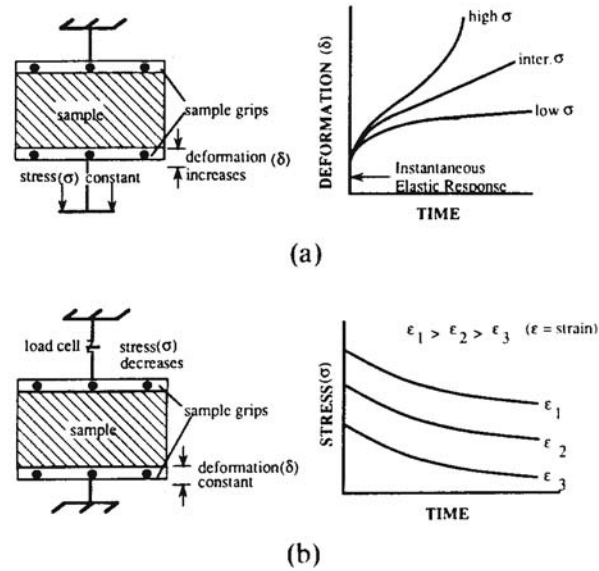 sample
sample grips
deformation (δ)
increases
stress(σ) constant
DEFORMATION (δ)
high σ
inter. σ
low σ
Instantaneous
Elastic Response
TIME
(a)
load cell
stress(σ)
decreases
sample grips
sample
deformation(δ)
constant
STRESS(σ)
ε1 > ε2 > ε3 (ε = strain)
ε1
ε2
ε3
TIME
(b)